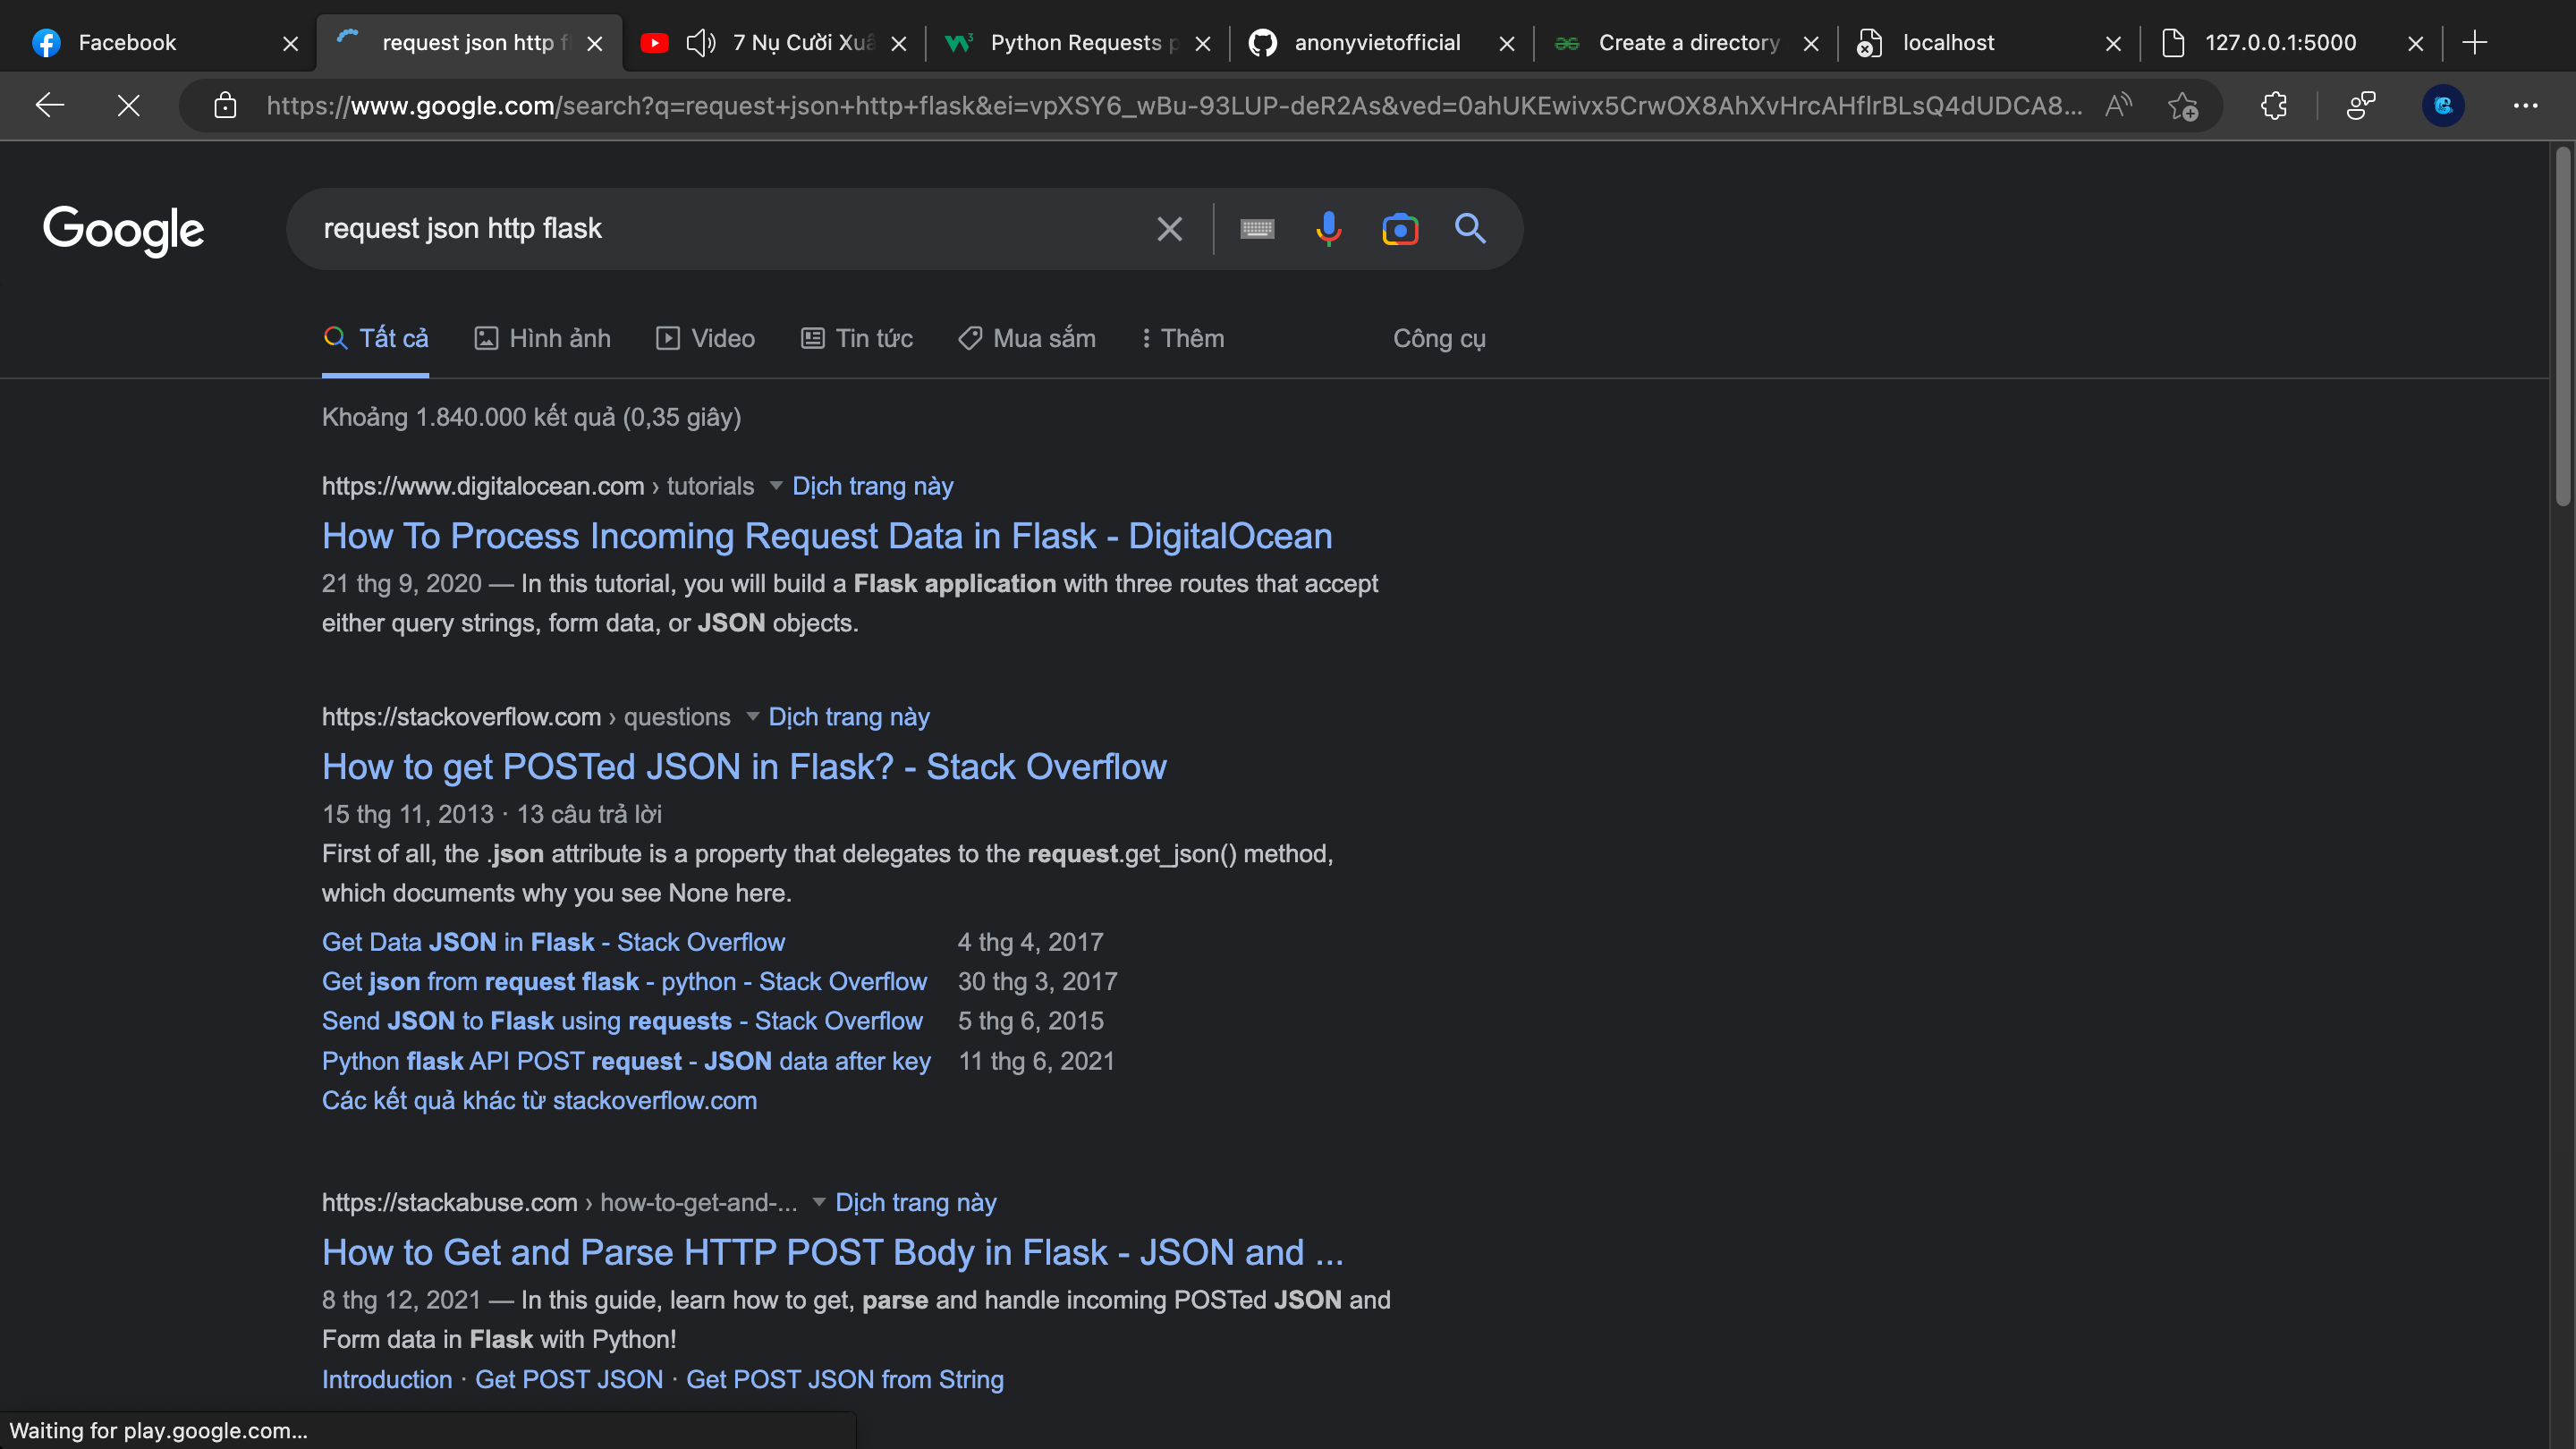 Facebook
request json http f
7 Nụ Cười Xuâ
Python Requests p
anonyvietofficial
Create a directory
localhost
127.0.0.1:5000
https://www.google.com/search?q=request+json+http+flask&ei=vpXSY6_wBu-93LUP-deR2As&ved=0ahUKEwivx5CrwOX8AhXvHrcAHflrBLsQ4dUDCA8...
Google
request json http flask
Tất cả
Hình ảnh
Video
Tin tức
Mua sắm
Thêm
Công cụ
Khoảng 1.840.000 kết quả (0,35 giây)
https://www.digitalocean.com › tutorials Dịch trang này
How To Process Incoming Request Data in Flask - DigitalOcean
21 thg 9, 2020 — In this tutorial, you will build a Flask application with three routes that accept
either query strings, form data, or JSON objects.
https://stackoverflow.com › questions Dịch trang này
How to get POSTed JSON in Flask? - Stack Overflow
15 thg 11, 2013 · 13 câu trả lời
First of all, the .json attribute is a property that delegates to the request.get_json() method,
which documents why you see None here.
Get Data JSON in Flask - Stack Overflow 4 thg 4, 2017
Get json from request flask - python - Stack Overflow 30 thg 3, 2017
Send JSON to Flask using requests - Stack Overflow 5 thg 6, 2015
Python flask API POST request - JSON data after key 11 thg 6, 2021
Các kết quả khác từ stackoverflow.com
https://stackabuse.com › how-to-get-and-... Dịch trang này
How to Get and Parse HTTP POST Body in Flask - JSON and ...
8 thg 12, 2021 — In this guide, learn how to get, parse and handle incoming POSTed JSON and
Form data in Flask with Python!
Introduction · Get POST JSON · Get POST JSON from String
Waiting for play.google.com...